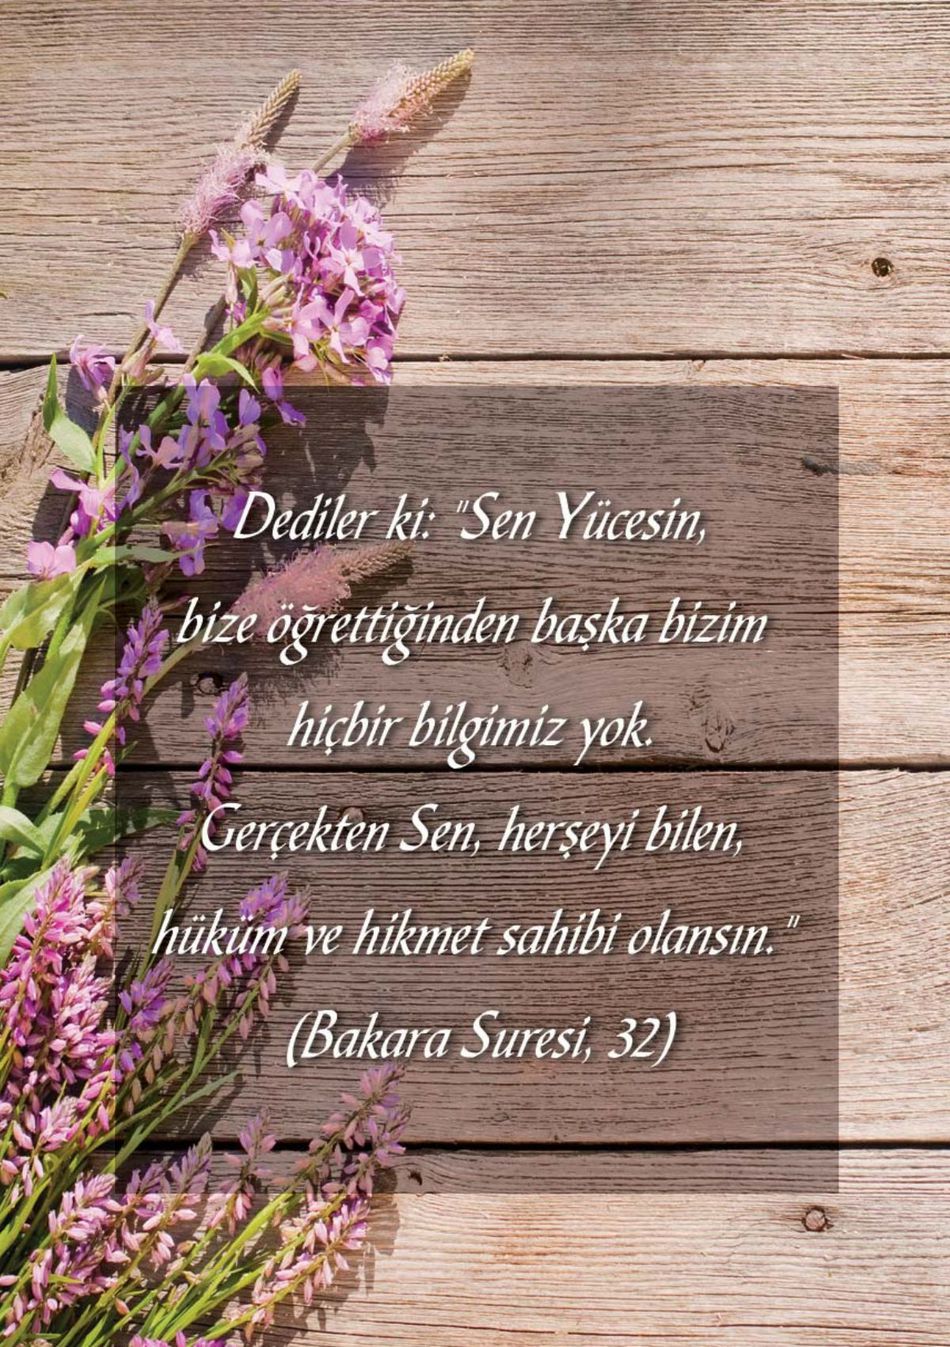 Dediler ki: "Sen Yücesin,
bize öğrettiğinden başka bizim
hiçbir bilgimiz yok.
Gerçekten Sen, herşeyi bilen,
hüküm ve hikmet sahibi olansın."
(Bakara Suresi, 32)